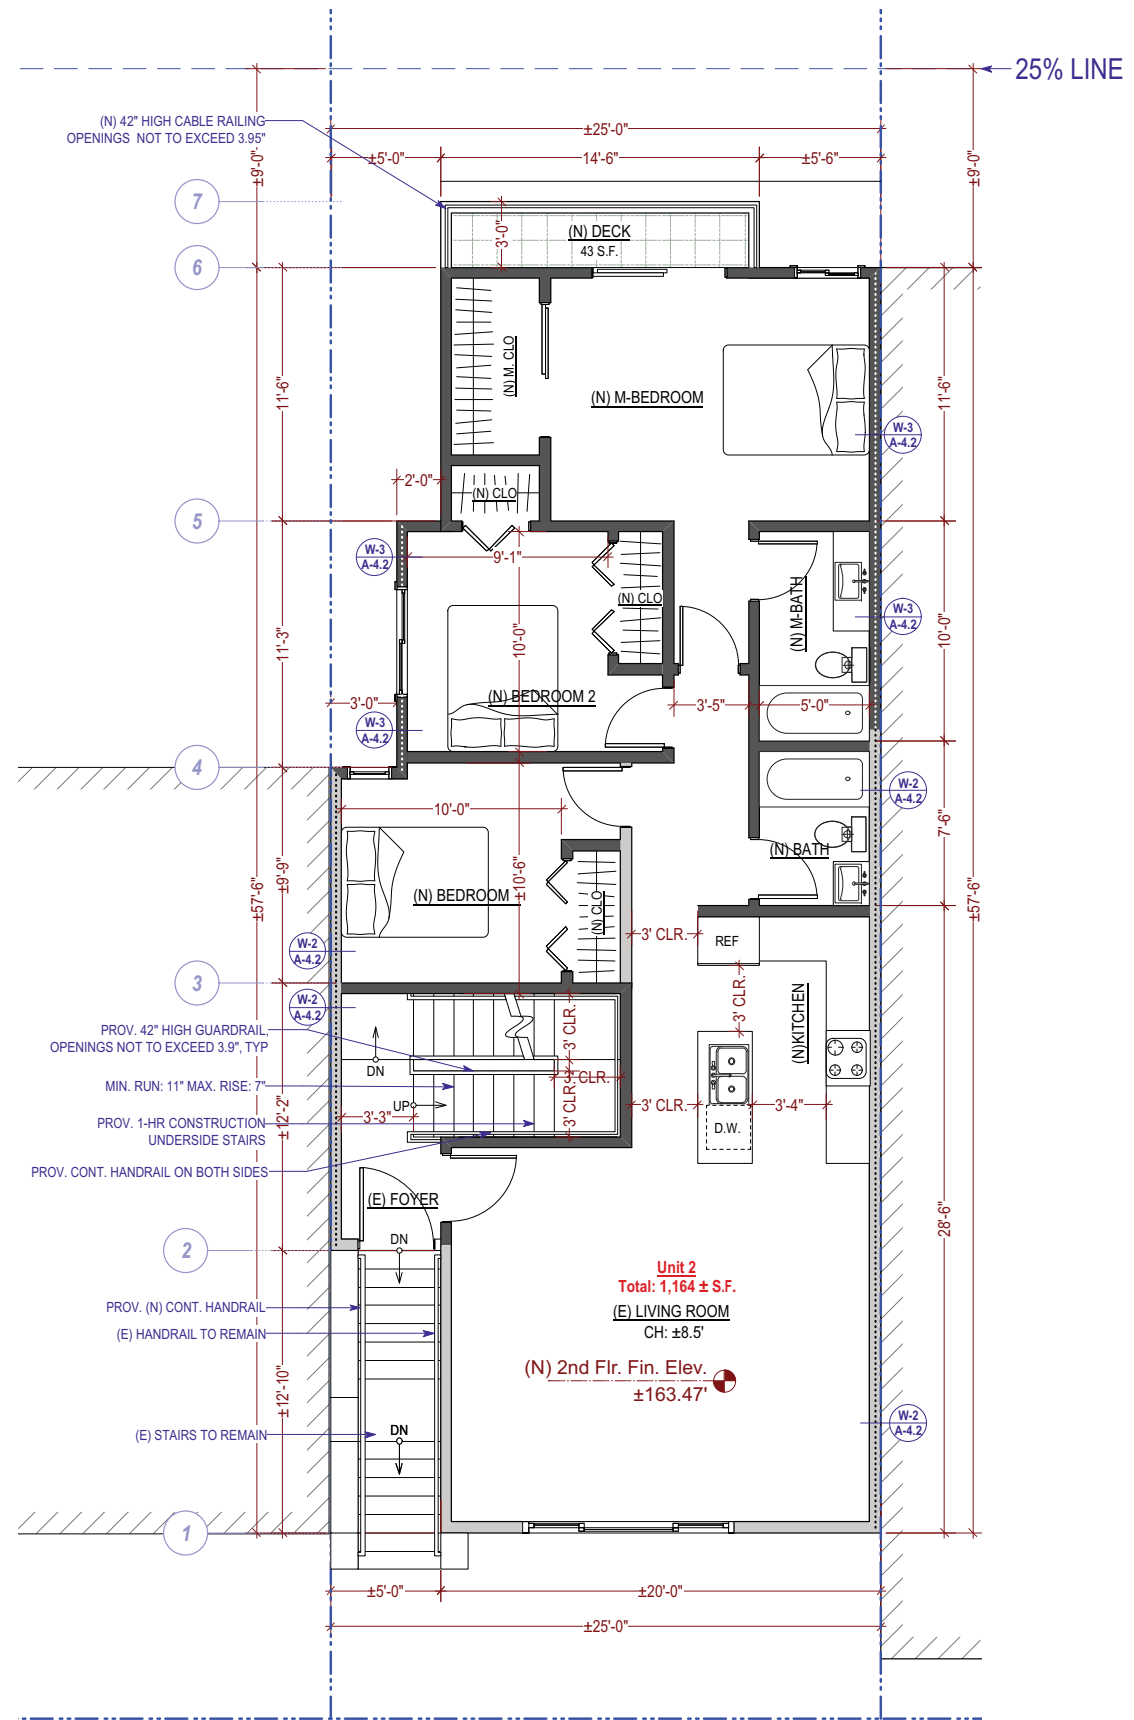 25% LINE
(N) 42" HIGH CABLE RAILING
OPENINGS  NOT TO EXCEED 3.95"
±25'-0"
±5'-0"
14'-6"
±5'-6"
±9'-0"
±9'-0"
7
3'-0"
(N) DECK
43 S.F.
6
(N) M. CLO
(N) M-BEDROOM
11'-6"
11'-6"
W-3
A-4.2
2'-0"
(N) CLO
5
W-3
A-4.2
9'-1"
(N) CLO
(N) M-BATH
W-3
A-4.2
11'-3"
10'-0"
10'-0"
(N) BEDROOM 2
3'-0"
3'-5"
5'-0"
W-3
A-4.2
4
W-2
A-4.2
10'-0"
7'-6"
(N) BATH
±9'-9"
±10'-6"
±57'-6"
±57'-6"
(N) BEDROOM
(N) CLO
3' CLR.
REF
W-2
A-4.2
3
W-2
A-4.2
3' CLR.
3' CLR.
(N)KITCHEN
PROV. 42" HIGH GUARDRAIL,
OPENINGS NOT TO EXCEED 3.9", TYP
DN
3' CLR.
MIN. RUN: 11" MAX. RISE: 7"
UP
3' CLR.
3' CLR.
3'-4"
±12'-2"
3'-3"
PROV. 1-HR CONSTRUCTION
UNDERSIDE STAIRS
D.W.
PROV. CONT. HANDRAIL ON BOTH SIDES
(E) FOYER
28'-6"
2
DN
Unit 2
Total: 1,164 ± S.F.
PROV. (N) CONT. HANDRAIL
(E) LIVING ROOM
(E) HANDRAIL TO REMAIN
CH: ±8.5'
(N) 2nd Flr. Fin. Elev.
±163.47'
±12'-10"
(E) STAIRS TO REMAIN
DN
W-2
A-4.2
1
±5'-0"
±20'-0"
±25'-0"